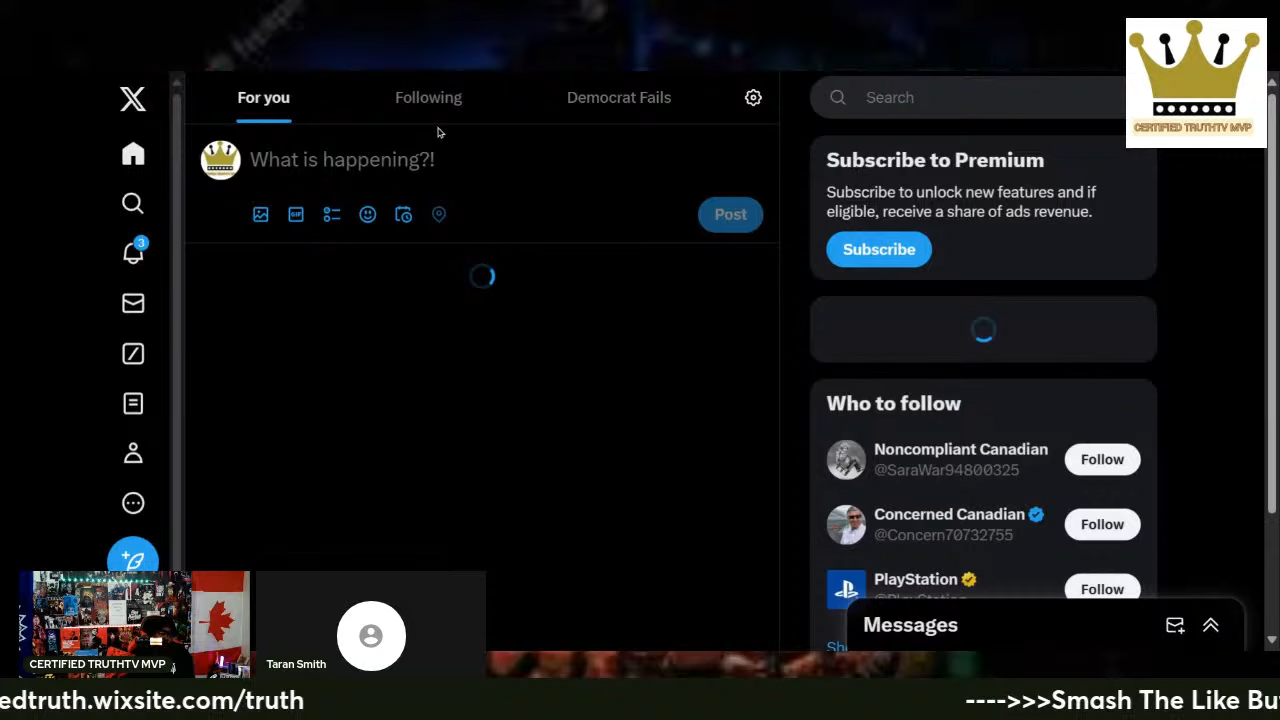 For you
Following
Democrat Fails
Search
CERTIFIED TRUTHTV MVP
What is happening?!
GIF
Post
3
Subscribe to Premium
Subscribe to unlock new features and if
eligible, receive a share of ads revenue.
Subscribe
Who to follow
Noncompliant Canadian
@SaraWar94800325
Follow
Concerned Canadian
@Concern70732755
Follow
PlayStation
Follow
Messages
CERTIFIED TRUTHTV MVP
Taran Smith
edtruth.wixsite.com/truth
---->>>Smash The Like Bu